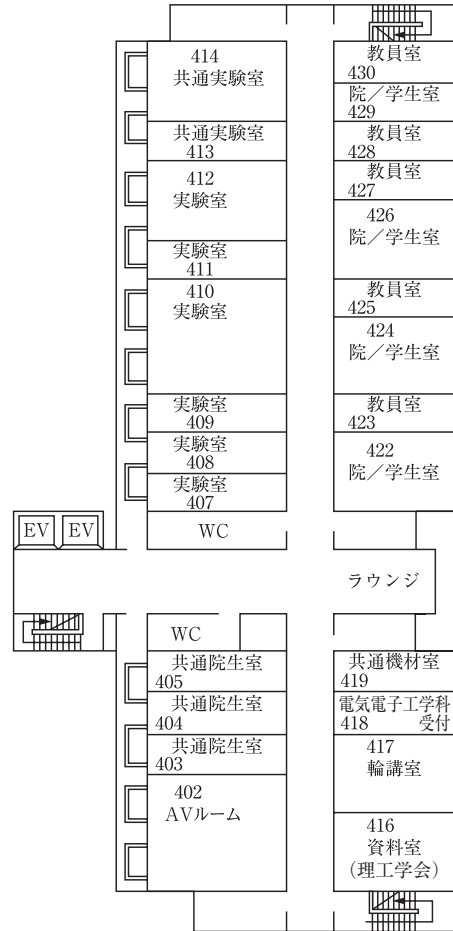 414
共通実験室
共通実験室
413
412
実験室
実験室
411
410
実験室
実験室
409
実験室
408
実験室
407
WC
教員室
430
院／学生室
429
教員室
428
教員室
427
426
院／学生室
教員室
425
424
院／学生室
教員室
423
422
院／学生室
EV EV
ラウンジ
WC
共通院生室
405
共通院生室
404
共通院生室
403
402
AVルーム
共通機材室
419
電気電子工学科
418 受付
417
輪講室
416
資料室
(理工学会)